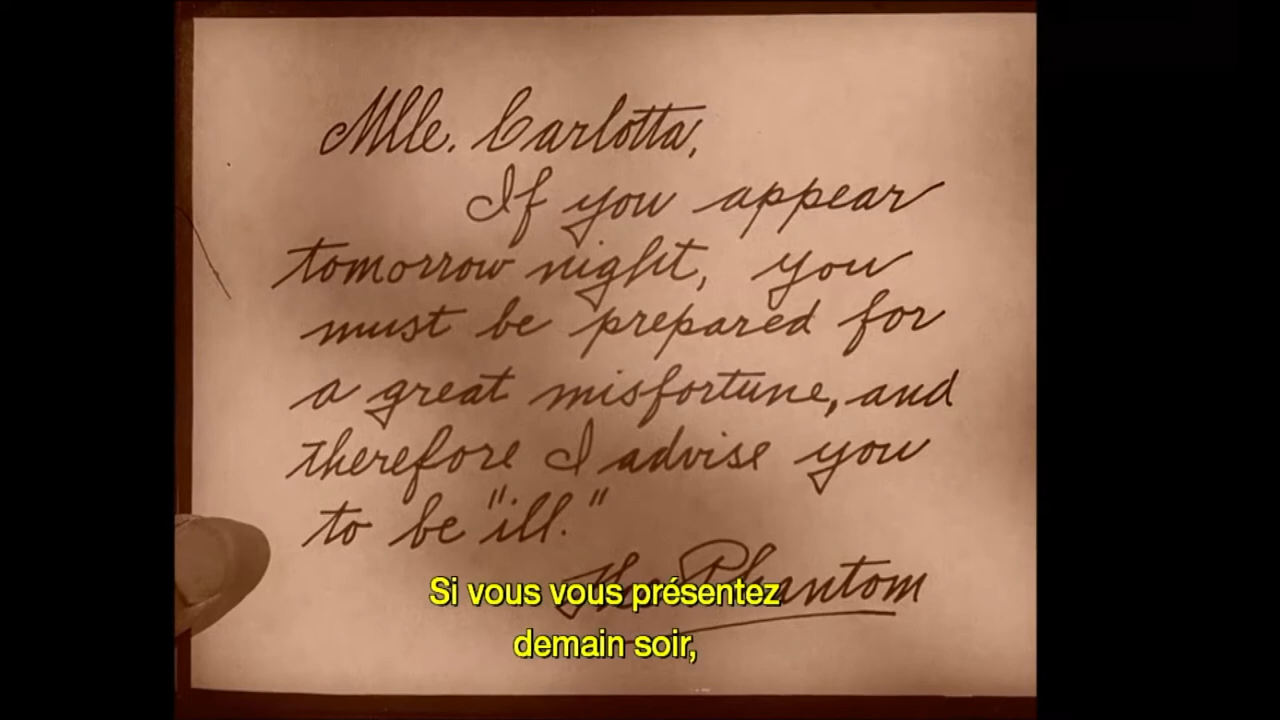 Mlle. Carlotta,
If you appear
tomorrow night, you
must be prepared for
a great misfortune, and
therefore I advise you
to be "ill."
The Phantom
Si vous vous présentez
demain soir,